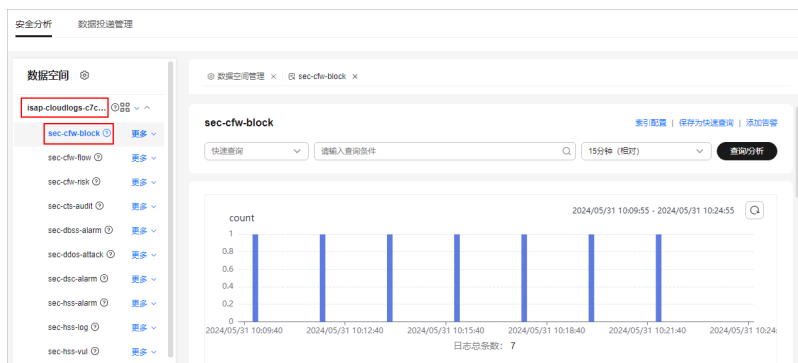 安全分析 数据投递管理
数据空间
isap-cloudlogs-c7c...
sec-cfw-block 更多
sec-cfw-flow 更多
sec-cfw-risk 更多
sec-cts-audit 更多
sec-dbss-alarm 更多
sec-ddos-attack 更多
sec-dsc-alarm 更多
sec-hss-alarm 更多
sec-hss-log 更多
sec-hss-vul 更多
数据空间管理 × sec-cfw-block ×
sec-cfw-block 索引配置 | 保存为快速查询 | 添加告警
快速查询 请输入查询条件 15分钟（相对） 查询/分析
count 2024/05/31 10:09:55 - 2024/05/31 10:24:55
1
0.8
0.6
0.4
0.2
0
2024/05/31 10:09:40 2024/05/31 10:12:40 2024/05/31 10:15:40 2024/05/31 10:18:40 2024/05/31 10:21:40 2024/05/31 10:24:
日志总条数： 7